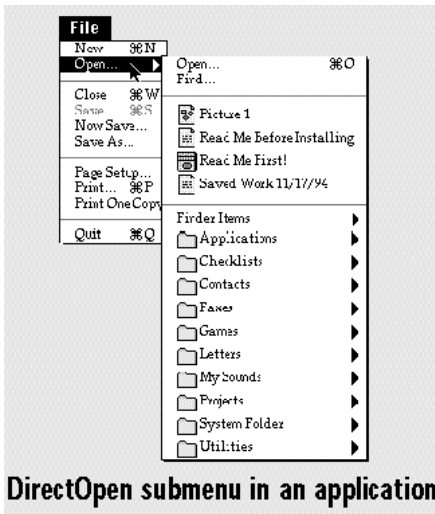 File
New ⌘N
Open...
Close ⌘W
Save ⌘S
Now Save...
Save As...
Page Setup...
Print... ⌘P
Print One Copy
Quit ⌘Q
Open... ⌘O
Find...
Picture 1
Read Me Before Installing
Read Me First!
Saved Work 11/17/94
Finder Items
Applications
Checklists
Contacts
Faxes
Games
Letters
My Sounds
Projects
System Folder
Utilities
DirectOpen submenu in an application